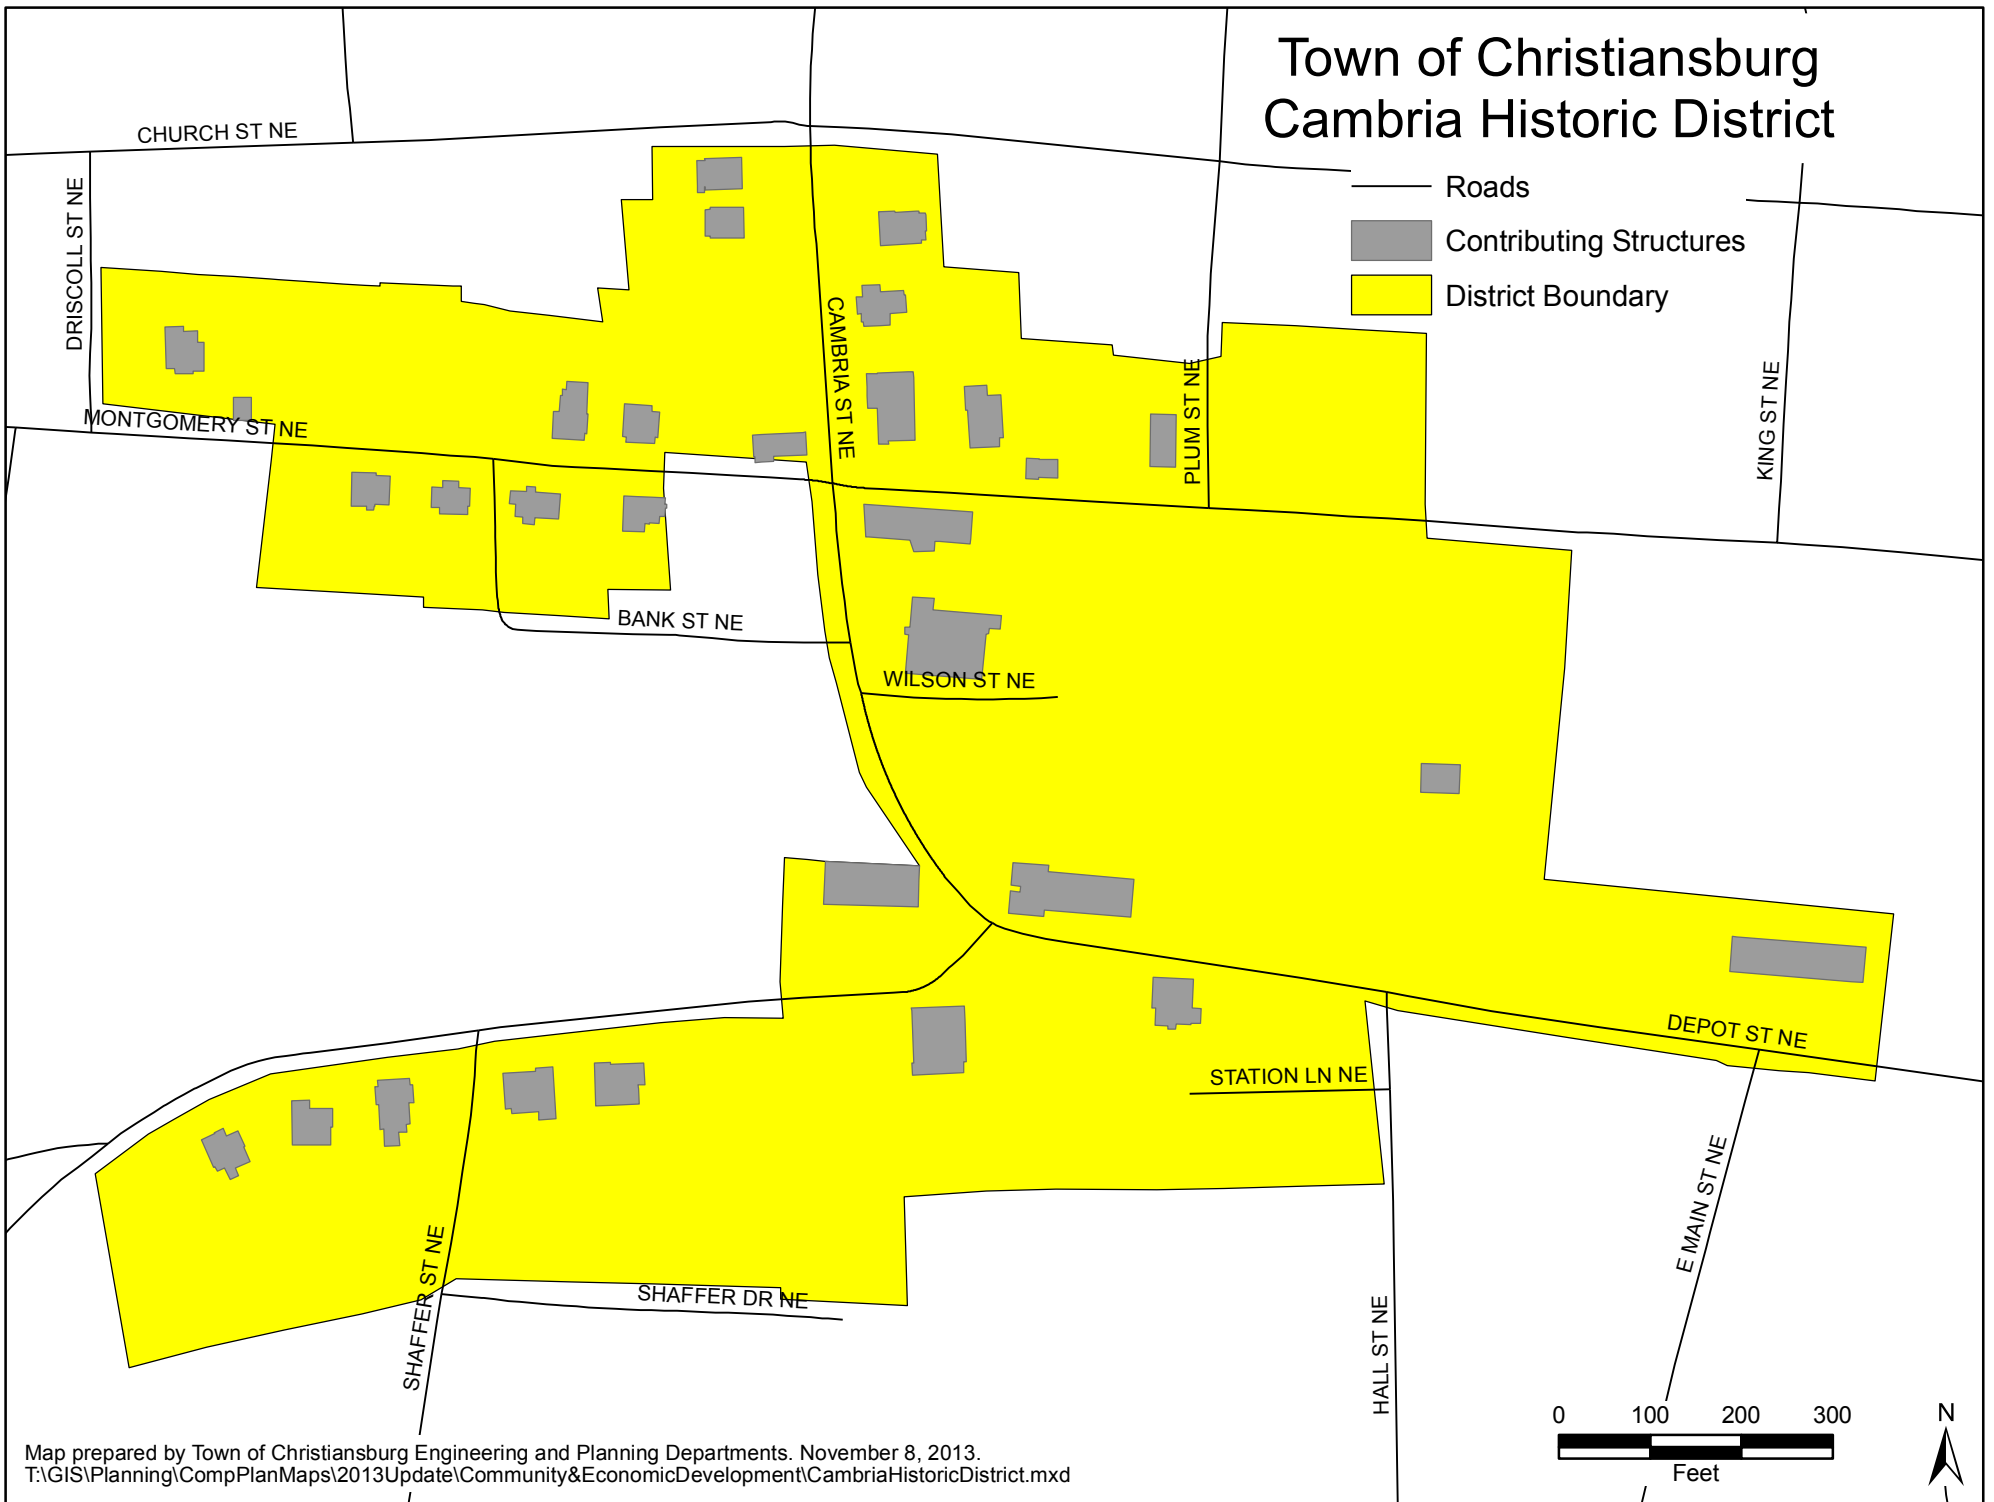 Town of Christiansburg
Cambria Historic District
Roads
Contributing Structures
District Boundary
CHURCH ST NE
DRISCOLL ST NE
MONTGOMERY ST NE
CAMBRIA ST NE
PLUM ST NE
KING ST NE
BANK ST NE
WILSON ST NE
DEPOT ST NE
STATION LN NE
E MAIN ST NE
SHAFFER ST NE
SHAFFER DR NE
HALL ST NE
0 100 200 300
Feet
N
Map prepared by Town of Christiansburg Engineering and Planning Departments. November 8, 2013.
T:\GIS\Planning\CompPlanMaps\2013Update\Community&EconomicDevelopment\CambriaHistoricDistrict.mxd